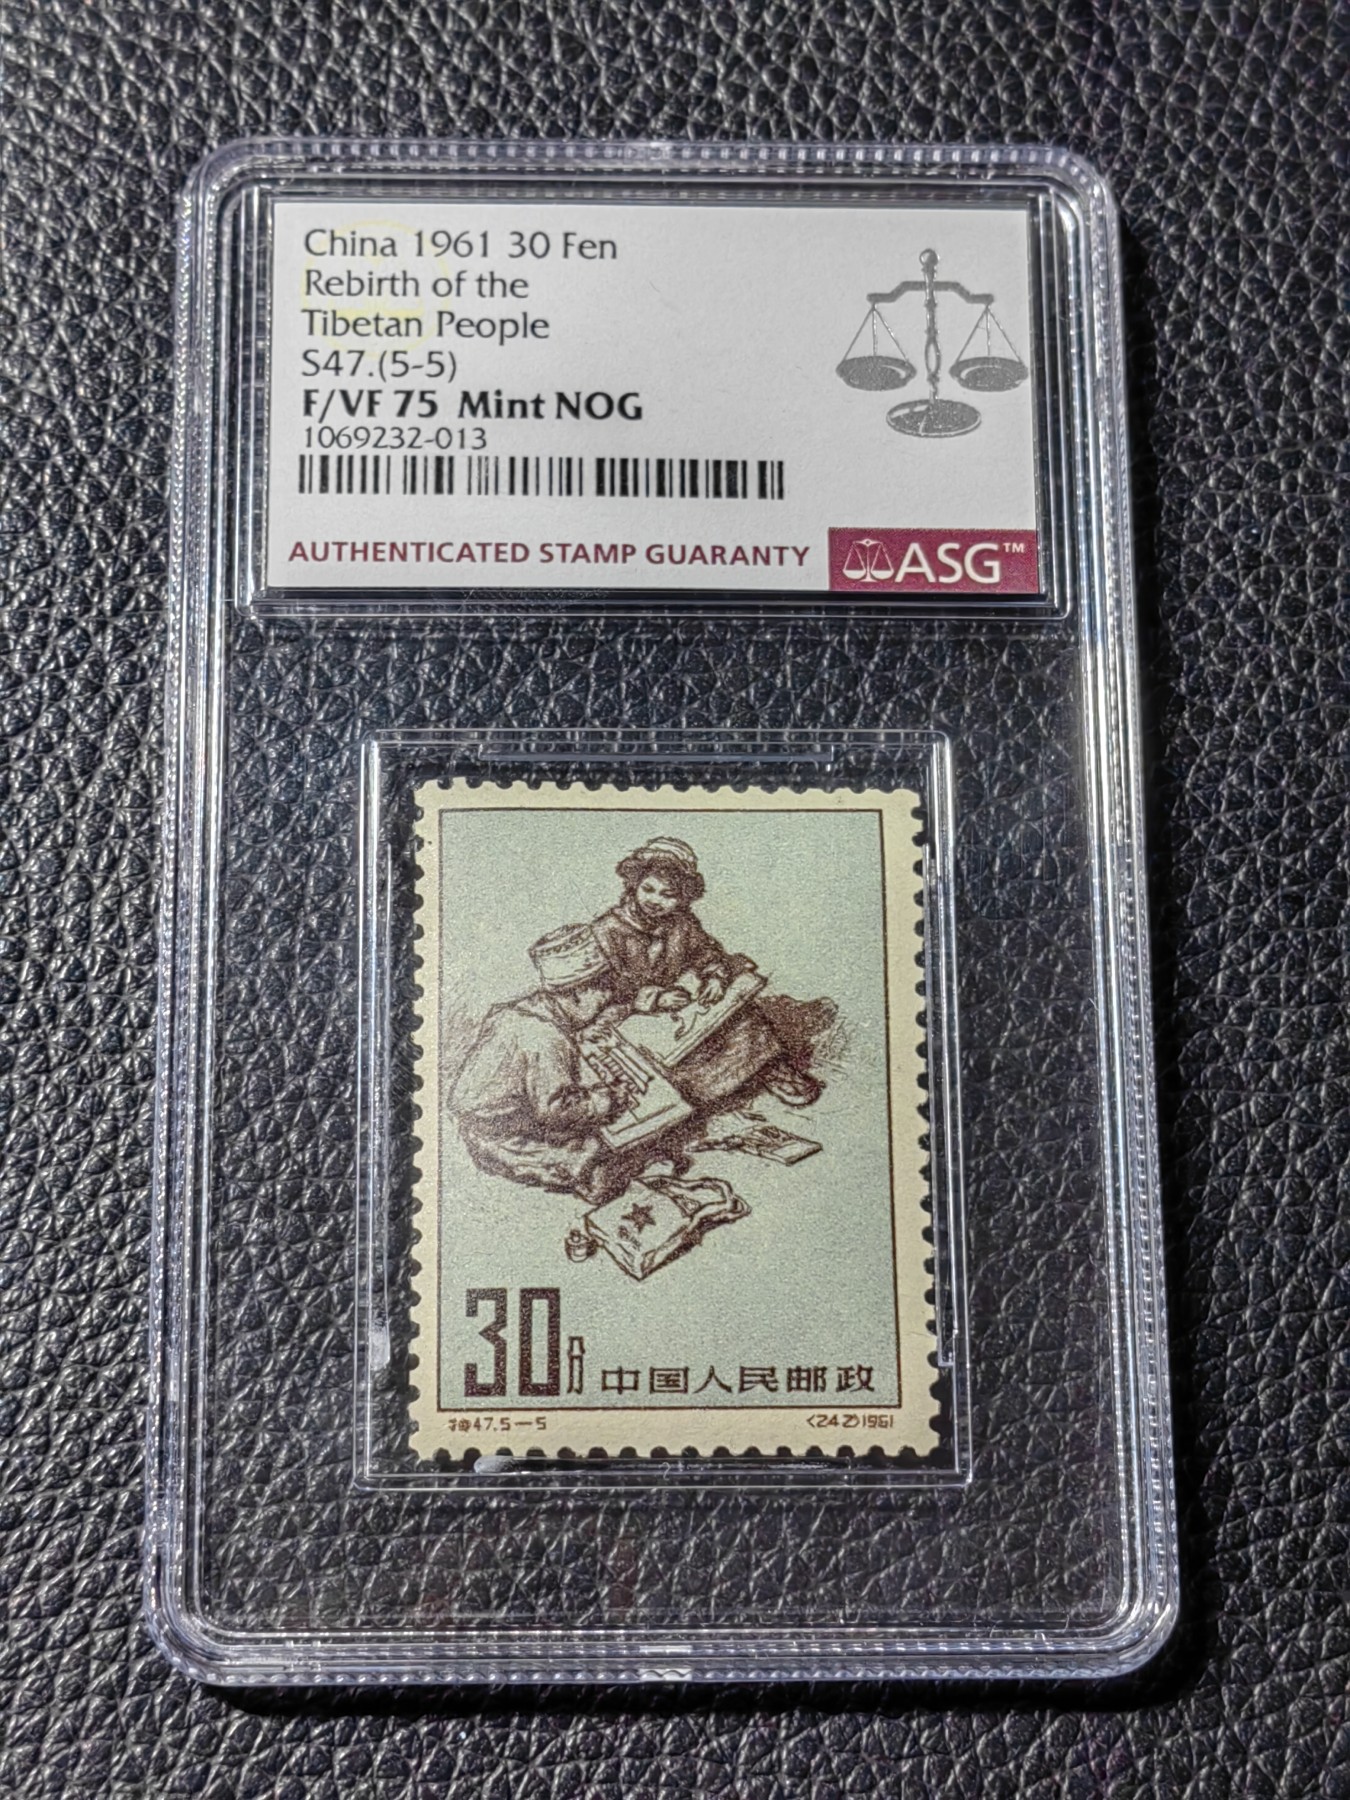 China 1961 30 Fen
Rebirth of the
Tibetan People
S47.(5-5)
F/VF 75 Mint NOG
1069232-013
AUTHENTICATED STAMP GUARANTY
ASG™
30分 中国人民邮政
特47.5-5 (242)1961